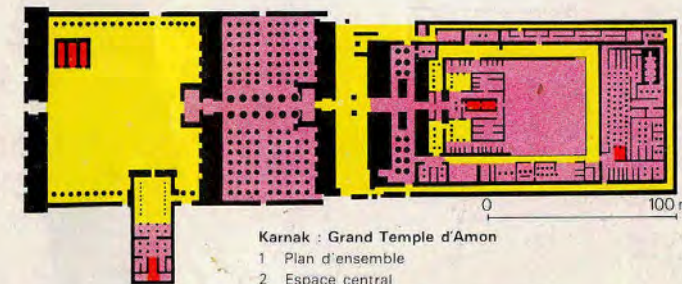 0 100 m
Karnak : Grand Temple d'Amon
1 Plan d'ensemble
2 Espace central